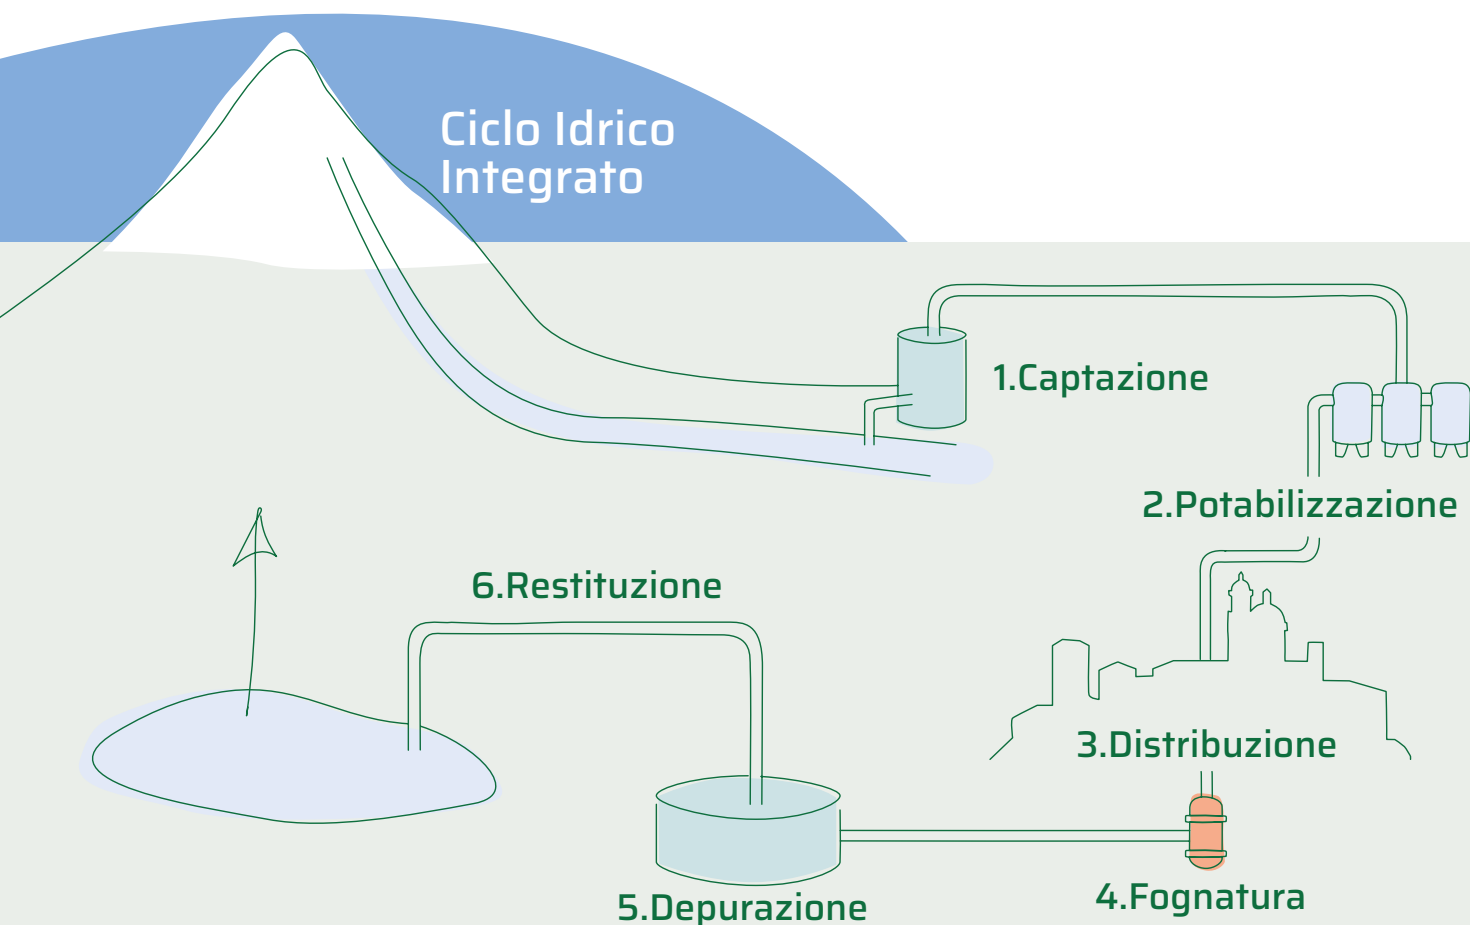 Ciclo Idrico
Integrato
1.Captazione
2.Potabilizzazione
3.Distribuzione
4.Fognatura
5.Depurazione
6.Restituzione